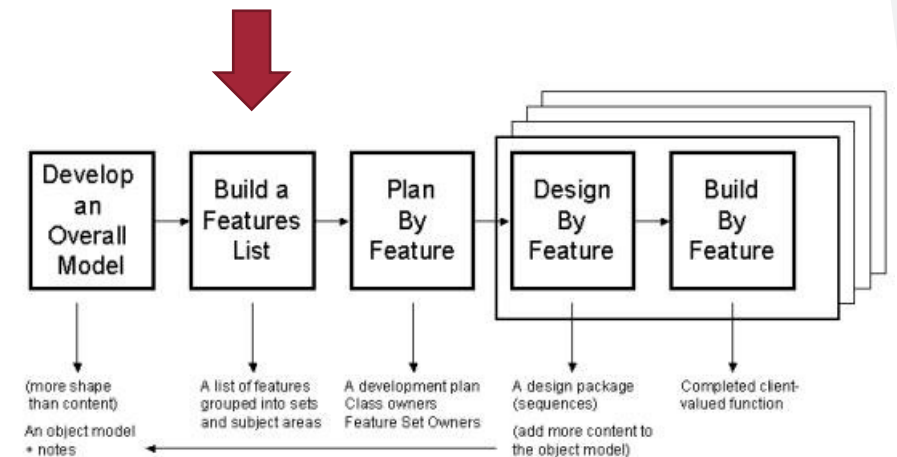 Develop
an
Overall
Model
Build a
Features
List
Plan
By
Feature
Design
By
Feature
Build
By
Feature
(more shape
than content)
An object model
+ notes
A list of features
grouped into sets
and subject areas
A development plan
Class owners
Feature Set Owners
A design package
(sequences)
(add more content to
the object model)
Completed client-
valued function